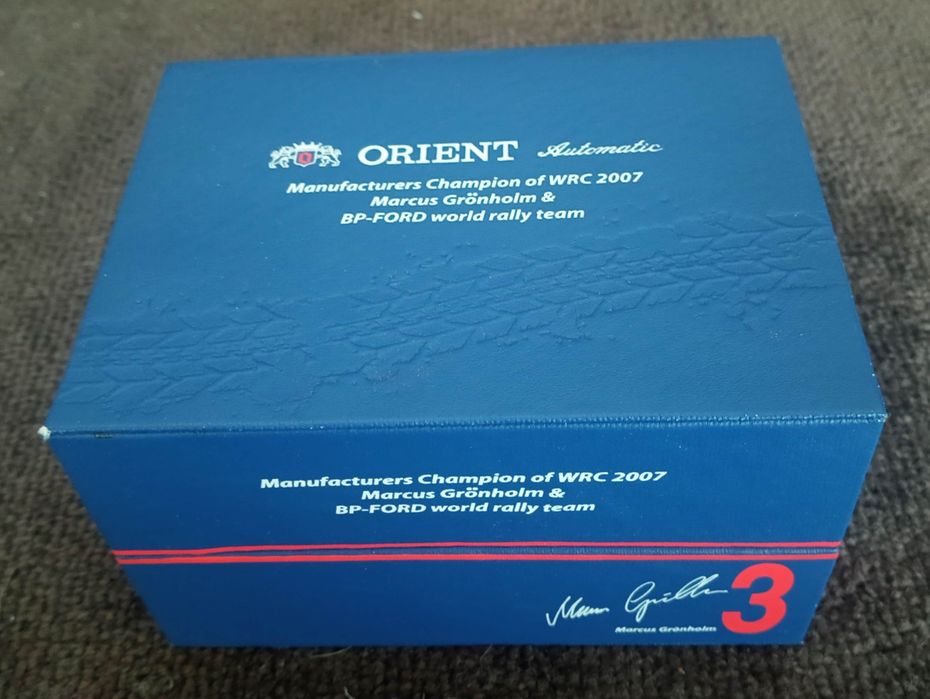 ORIENT Automatic
Manufacturers Champion of WRC 2007
Marcus Grönholm &
BP-FORD world rally team
Manufacturers Champion of WRC 2007
Marcus Grönholm &
BP-FORD world rally team
Marcus Grönholm
3